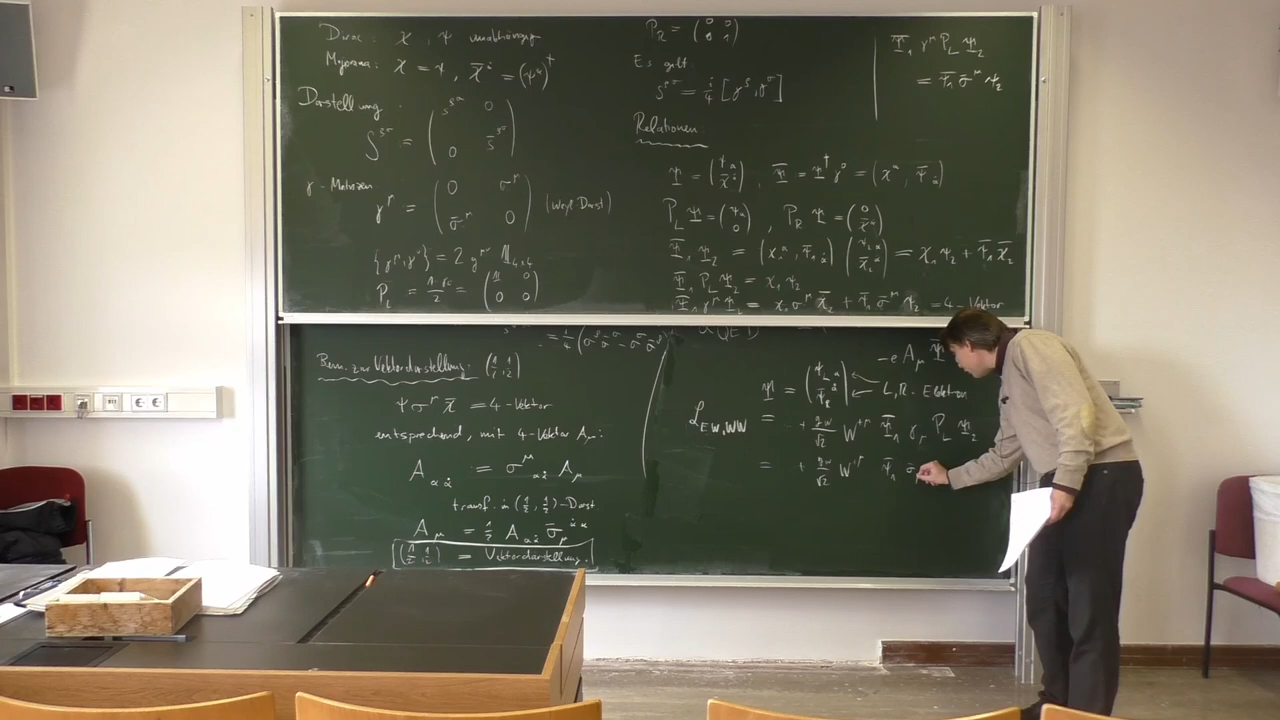 Dirac: χ, ψ unabhängig
Majorana: χ = ψ, χ̄^α̇ = (ψ^α)^†
Darstellung:
S^{ρσ} = ( s^{ρσ} 0 ; 0 s̄^{ρσ} )
γ-Matrizen
γ^μ = ( 0 σ^μ ; σ̄^μ 0 ) (Weyl-Darst)
{γ^μ, γ^ν} = 2 g^{μν} 𝟙_{4×4}
P_L = = ( 𝟙 0 ; 0 0 )
P_R = ( 0 0 ; 0 1 )
Es gilt:
S^{ρσ} = i/4 [γ^ρ, γ^σ]
Relationen:
Ψ = ( ψ_α ; χ̄^α̇ ), Ψ̄ = Ψ^† γ^0 = (χ^α, ψ̄_α̇)
P_L Ψ = ( ψ_α ; 0 ), P_R Ψ = ( 0 ; χ̄^α̇ )
Ψ̄_1 Ψ_2 = (χ_1^α, ψ̄_{1α̇}) ( ψ_{2α} ; χ̄_2^α̇ ) = χ_1 ψ_2 + ψ̄_1 χ̄_2
Ψ̄_1 P_L Ψ_2 = χ_1 ψ_2
Ψ̄_1 γ^μ Ψ_2 = χ_1 σ^μ χ̄_2 + ψ̄_1 σ̄^μ ψ_2 = 4-Vektor
Ψ̄_1 γ^μ P_L Ψ_2
= ψ̄_1 σ̄^μ ψ_2
Bem. zur Vektordarstellung: (1/2, 1/2)
ψ σ^μ χ̄ = 4-Vektor
entsprechend, mit 4-Vektor A_μ:
A_{αα̇} := σ^μ_{αα̇} A_μ
transf. in (1/2, 1/2)-Darst
A_μ = 1/2 A_{αα̇} σ̄_μ^{α̇α}
(1/2, 1/2) = Vektordarstellung.
-e A_μ Ψ̄
L, R - Elektron
ℒ_{EW,WW} = ... + g_W/√2 W^{+μ} Ψ̄_1 γ_μ P_L Ψ_2
= + g_W/√2 W^{+μ} ψ̄_1 σ̄